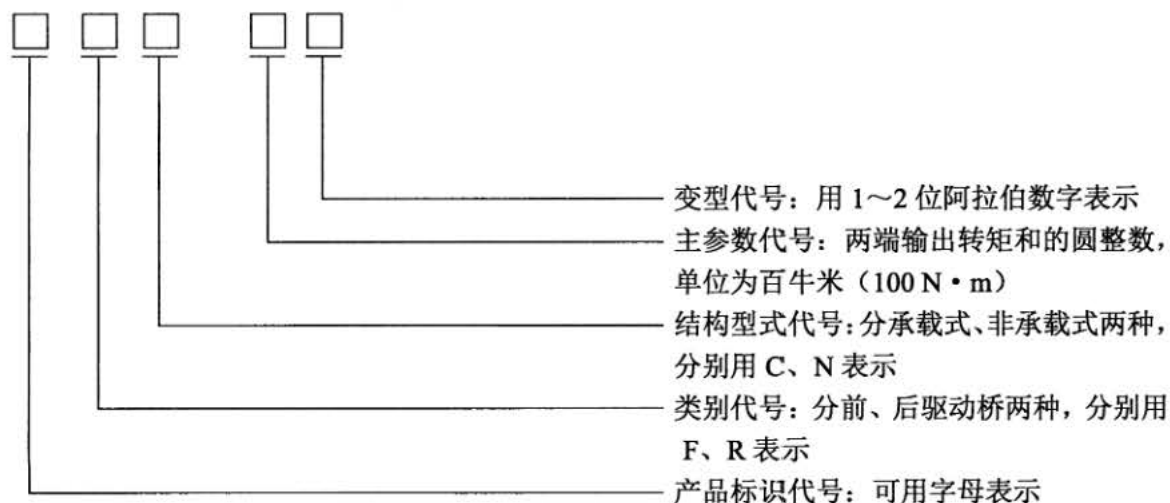 变型代号：用 1～2 位阿拉伯数字表示
主参数代号：两端输出转矩和的圆整数，
单位为百牛米（100 N·m）
结构型式代号：分承载式、非承载式两种，
分别用 C、N 表示
类别代号：分前、后驱动桥两种，分别用
F、R 表示
产品标识代号：可用字母表示